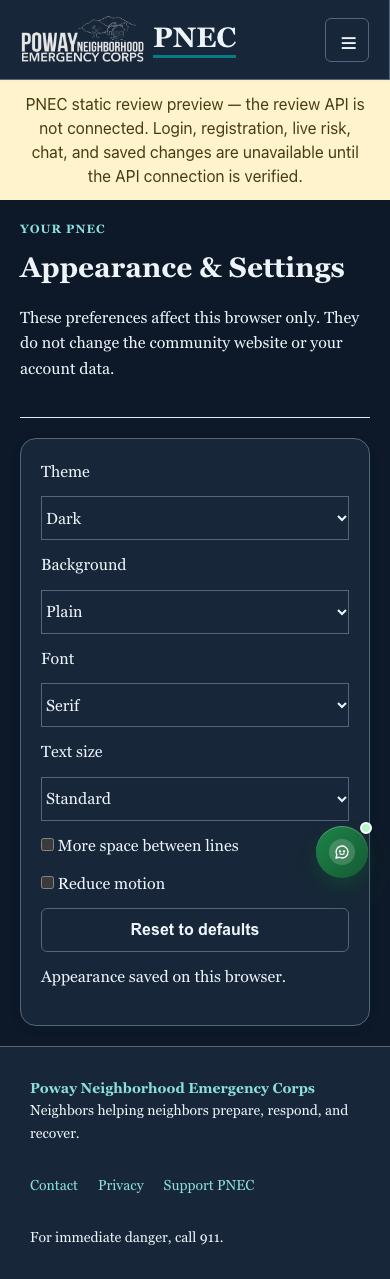 POWAY NEIGHBORHOOD
EMERGENCY CORPS
PNEC
PNEC static review preview — the review API is
not connected. Login, registration, live risk,
chat, and saved changes are unavailable until
the API connection is verified.
YOUR PNEC
Appearance & Settings
These preferences affect this browser only. They
do not change the community website or your
account data.
Theme
Dark
Background
Plain
Font
Serif
Text size
Standard
More space between lines
Reduce motion
Reset to defaults
Appearance saved on this browser.
Poway Neighborhood Emergency Corps
Neighbors helping neighbors prepare, respond, and
recover.
Contact Privacy Support PNEC
For immediate danger, call 911.